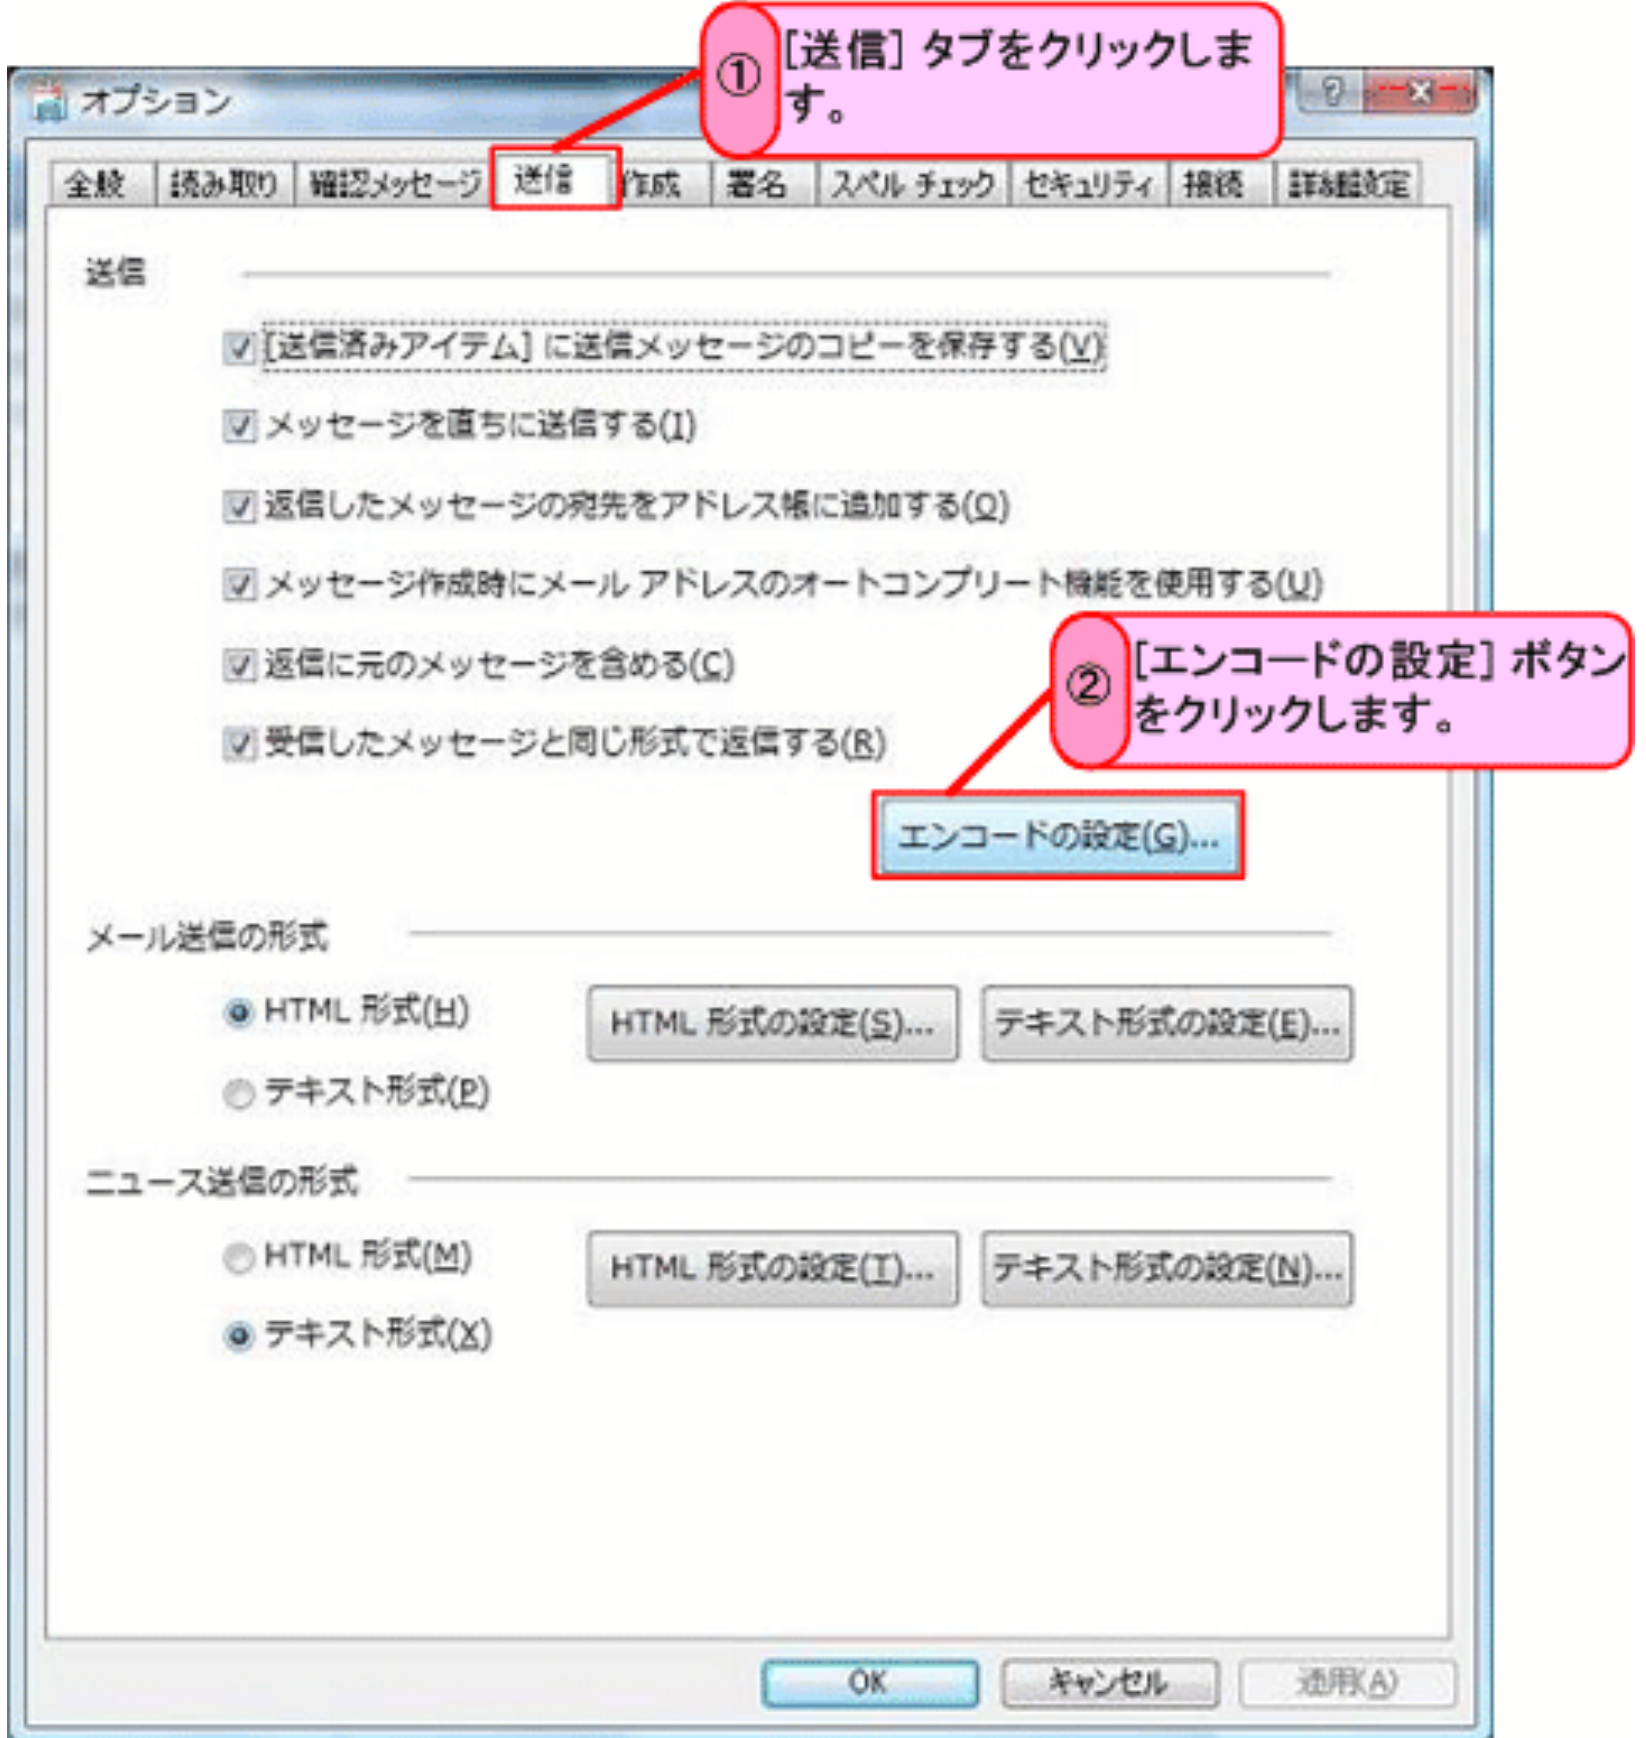 ① [送信] タブをクリックしま
す。
オプション
全般 読み取り 確認メッセージ 送信 作成 署名 スペル チェック セキュリティ 接続 詳細設定
送信
[送信済みアイテム] に送信メッセージのコピーを保存する(V)
メッセージを直ちに送信する(I)
返信したメッセージの宛先をアドレス帳に追加する(O)
メッセージ作成時にメール アドレスのオートコンプリート機能を使用する(U)
返信に元のメッセージを含める(C)
受信したメッセージと同じ形式で返信する(R)
② [エンコードの設定] ボタン
をクリックします。
エンコードの設定(G)...
メール送信の形式
HTML 形式(H) HTML 形式の設定(S)... テキスト形式の設定(E)...
テキスト形式(P)
ニュース送信の形式
HTML 形式(M) HTML 形式の設定(T)... テキスト形式の設定(N)...
テキスト形式(X)
OK キャンセル 適用(A)